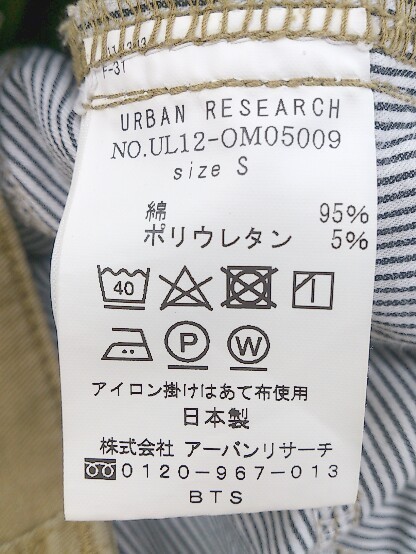 F-31
URBAN RESEARCH
NO.UL12-OM05009
size S
綿 95%
ポリウレタン 5%
40
P W
アイロン掛けはあて布使用
日本製
株式会社 アーバンリサーチ
0120-967-013
BTS